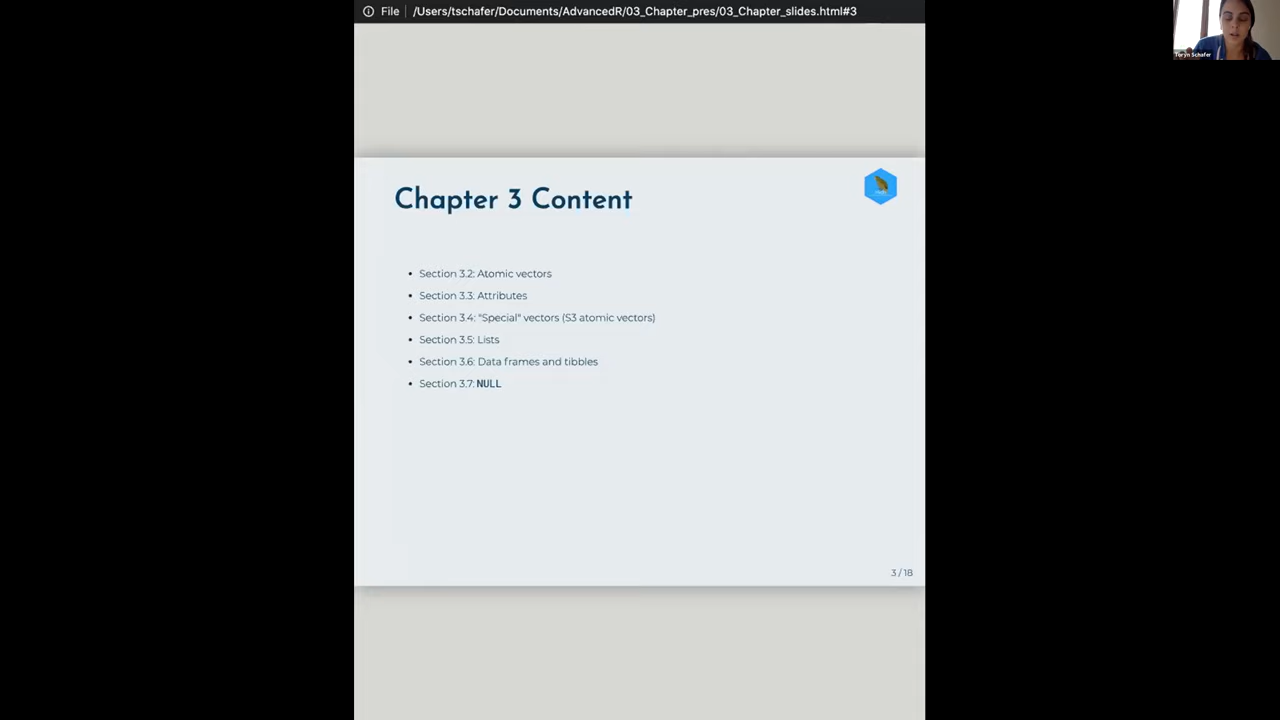 File
/Users/tschafer/Documents/AdvancedR/03_Chapter_pres/03_Chapter_slides.html#3
Teryn Schafer
Chapter 3 Content
• Section 3.2: Atomic vectors
• Section 3.3: Attributes
• Section 3.4: "Special" vectors (S3 atomic vectors)
• Section 3.5: Lists
• Section 3.6: Data frames and tibbles
• Section 3.7: NULL
3 / 18